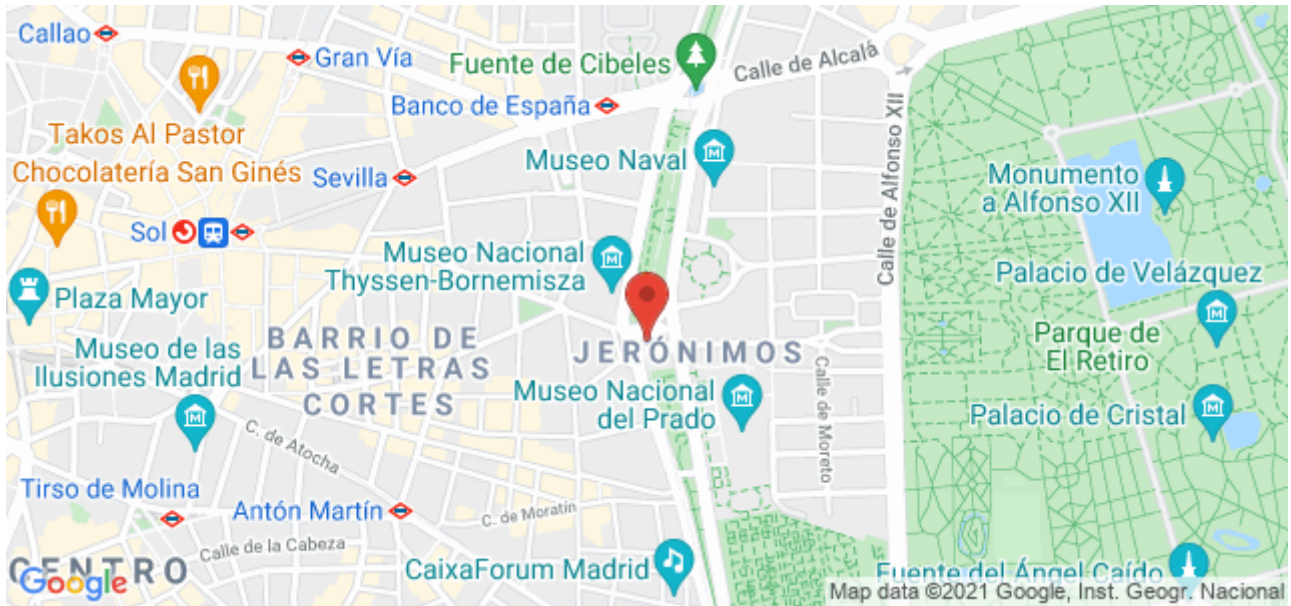 Callao
Gran Vía
Fuente de Cibeles
Calle de Alcalá
Banco de España
Takos Al Pastor
Chocolatería San Ginés
Sevilla
Museo Naval
Calle de Alfonso XII
Monumento
a Alfonso XII
Sol
Museo Nacional
Thyssen-Bornemisza
Palacio de Velázquez
Plaza Mayor
BARRIO DE
LAS LETRAS
CORTES
JERÓNIMOS
Parque de
El Retiro
Museo de las
Ilusiones Madrid
Museo Nacional
del Prado
Calle de Moreto
Palacio de Cristal
C. de Atocha
Tirso de Molina
Antón Martín
C. de Moratín
Calle de la Cabeza
CENTRO
Google
CaixaForum Madrid
Fuente del Ángel Caído
Map data ©2021 Google, Inst. Geogr. Nacional